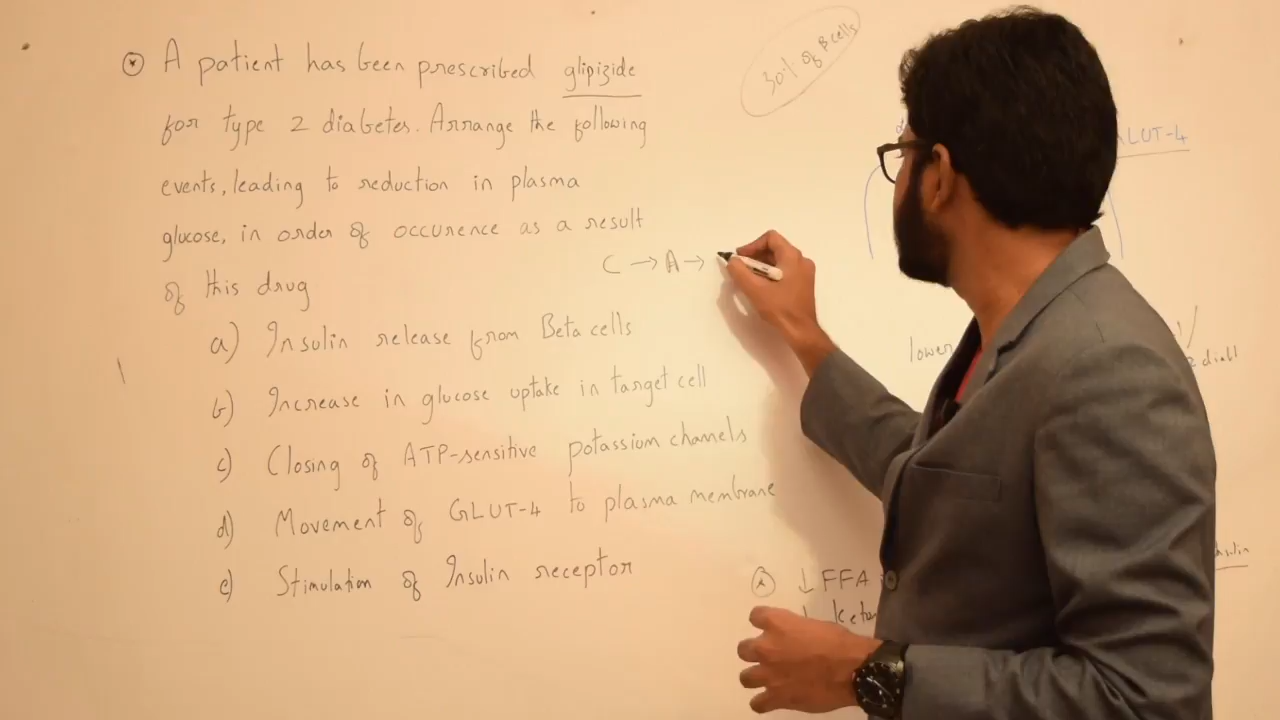 A patient has been prescribed glipizide
for type 2 diabetes. Arrange the following
events, leading to reduction in plasma
glucose, in order of occurence as a result
of this drug
C → A →
a) Insulin release from Beta cells
b) Increase in glucose uptake in target cell
c) Closing of ATP-sensitive potassium channels
d) Movement of GLUT-4 to plasma membrane
e) Stimulation of Insulin receptor
30% of B cells
LUT-4
lower
2 diab
↓ FFA
↓ Keto